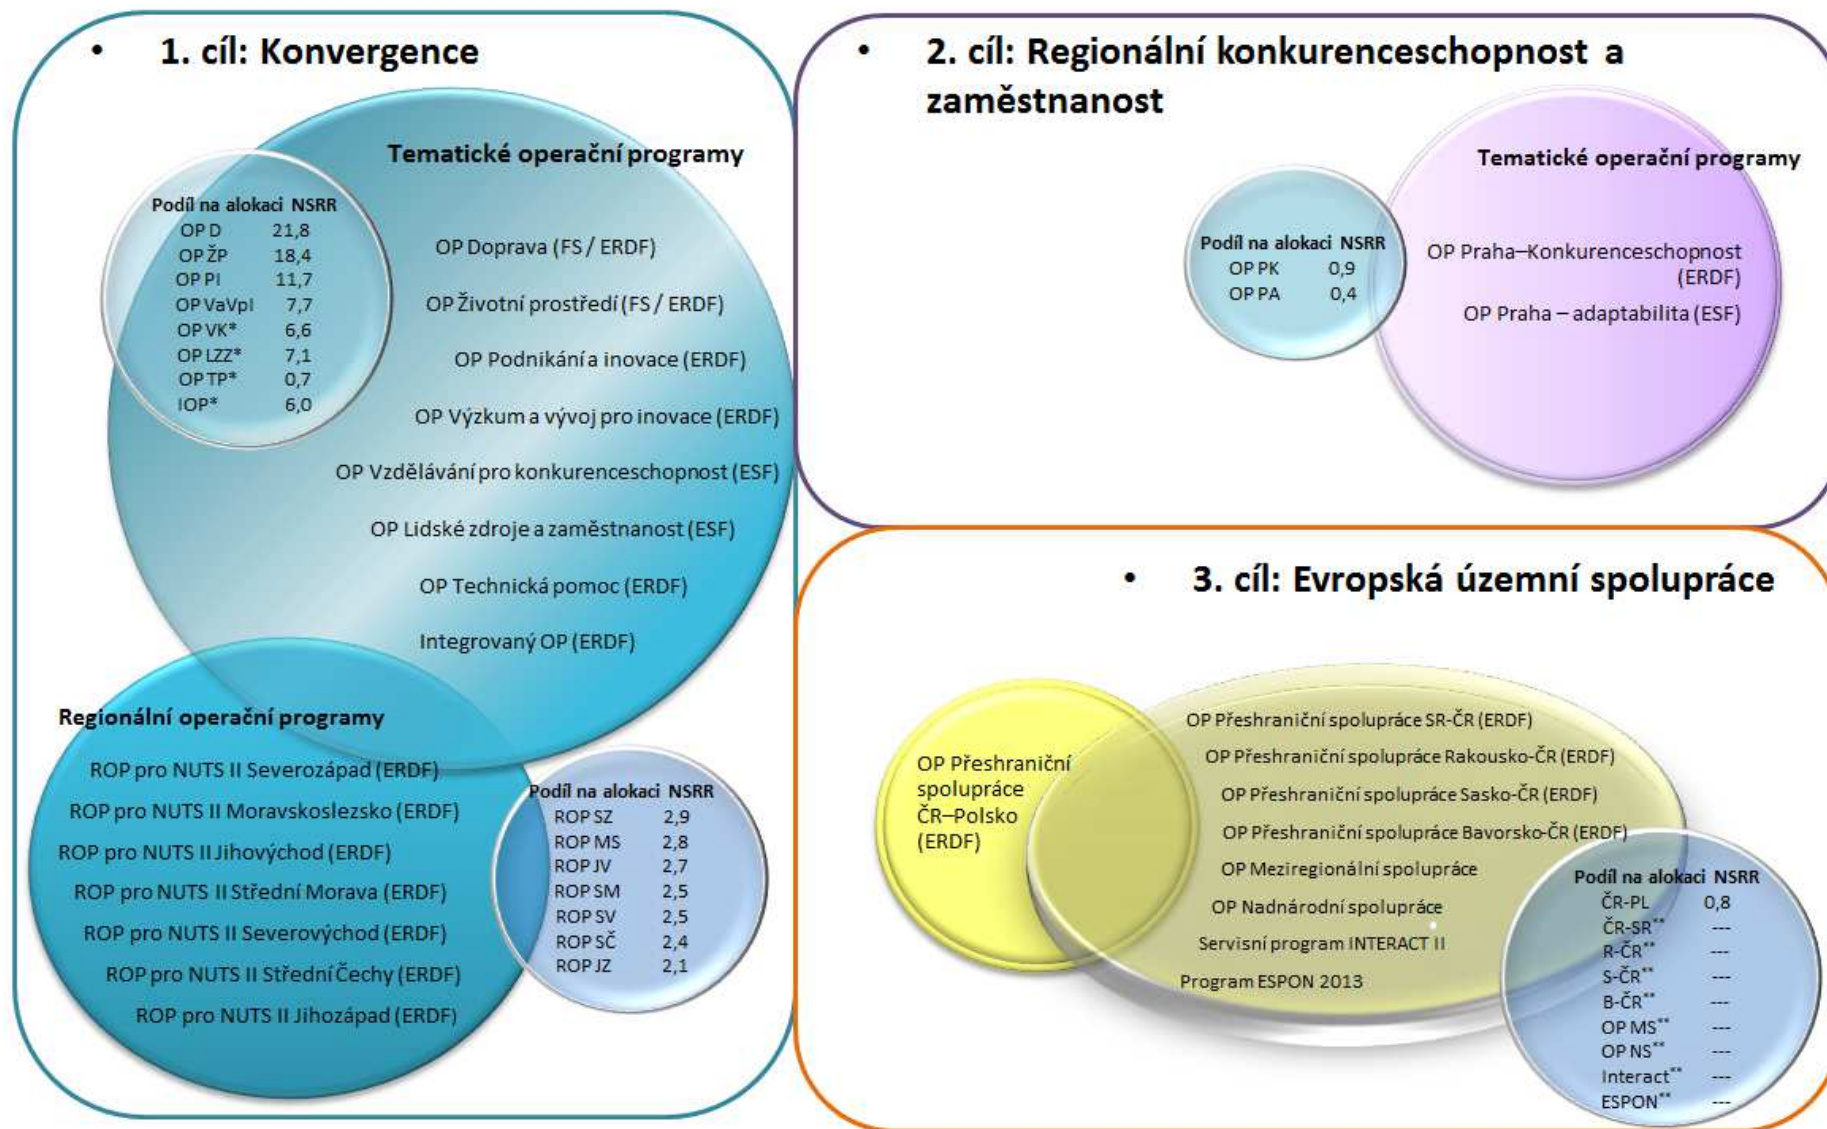 • 1. cíl: Konvergence
Tematické operační programy
Podíl na alokaci NSRR
OP D 21,8
OP ŽP 18,4
OP PI 11,7
OP VaVpI 7,7
OP VK* 6,6
OP LZZ* 7,1
OP TP* 0,7
IOP* 6,0
OP Doprava (FS / ERDF)
OP Životní prostředí (FS / ERDF)
OP Podnikání a inovace (ERDF)
OP Výzkum a vývoj pro inovace (ERDF)
OP Vzdělávání pro konkurenceschopnost (ESF)
OP Lidské zdroje a zaměstnanost (ESF)
OP Technická pomoc (ERDF)
Integrovaný OP (ERDF)
Regionální operační programy
ROP pro NUTS II Severozápad (ERDF)
ROP pro NUTS II Moravskoslezsko (ERDF)
ROP pro NUTS II Jihovýchod (ERDF)
ROP pro NUTS II Střední Morava (ERDF)
ROP pro NUTS II Severovýchod (ERDF)
ROP pro NUTS II Střední Čechy (ERDF)
ROP pro NUTS II Jihozápad (ERDF)
Podíl na alokaci NSRR
ROP SZ 2,9
ROP MS 2,8
ROP JV 2,7
ROP SM 2,5
ROP SV 2,5
ROP SČ 2,4
ROP JZ 2,1
• 2. cíl: Regionální konkurenceschopnost a
zaměstnanost
Tematické operační programy
Podíl na alokaci NSRR
OP PK 0,9
OP PA 0,4
OP Praha–Konkurenceschopnost
(ERDF)
OP Praha – adaptabilita (ESF)
• 3. cíl: Evropská územní spolupráce
OP Přeshraniční
spolupráce
ČR–Polsko
(ERDF)
OP Přeshraniční spolupráce SR-ČR (ERDF)
OP Přeshraniční spolupráce Rakousko-ČR (ERDF)
OP Přeshraniční spolupráce Sasko-ČR (ERDF)
OP Přeshraniční spolupráce Bavorsko-ČR (ERDF)
OP Meziregionální spolupráce
OP Nadnárodní spolupráce
Servisní program INTERACT II
Program ESPON 2013
Podíl na alokaci NSRR
ČR-PL 0,8
ČR-SR** ---
R-ČR** ---
S-ČR** ---
B-ČR** ---
OP MS** ---
OP NS** ---
Interact** ---
ESPON** ---